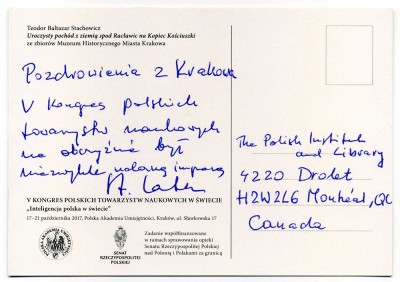 Teodor Baltazar Stachowicz
Uroczysty pochód z ziemią spod Racławic na Kopiec Kościuszki
ze zbiorów Muzeum Historycznego Miasta Krakowa
Pozdrowienia z Krakowa
V Kongres polskich
towarzystw naukowych
na obczyźnie był
niezwykle udaną imprezą
The Polish Institute
and Library
4220 Drolet
H2W2L6 Montréal, QC
Canada
V KONGRES POLSKICH TOWARZYSTW NAUKOWYCH W ŚWIECIE
„Inteligencja polska w świecie”
17–21 października 2017, Polska Akademia Umiejętności, Kraków, ul. Sławkowska 17
SENAT
RZECZYPOSPOLITEJ
POLSKIEJ
Zadanie współfinansowane
w ramach sprawowania opieki
Senatu Rzeczypospolitej Polskiej
nad Polonią i Polakami za granicą